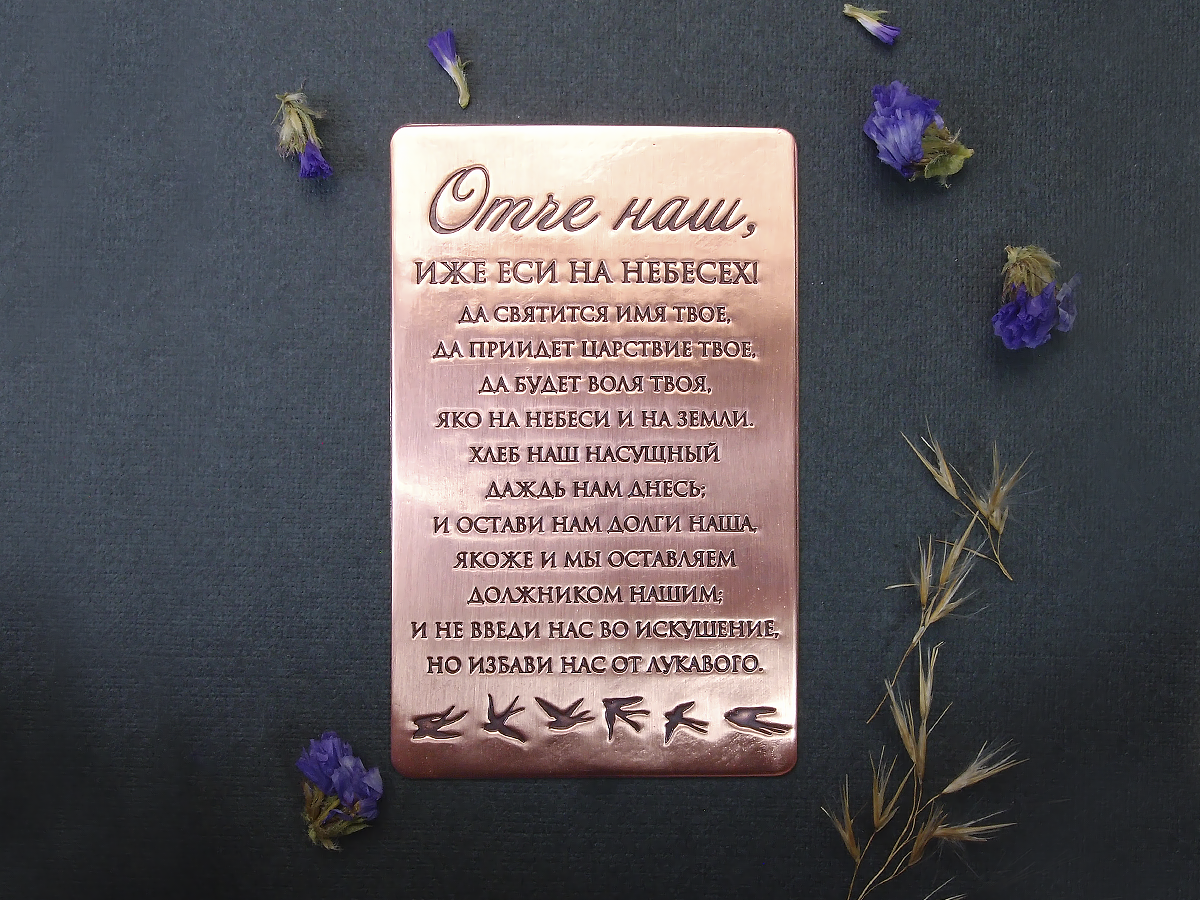 Отче наш,
ИЖЕ ЕСИ НА НЕБЕСЕХ!
ДА СВЯТИТСЯ ИМЯ ТВОЕ,
ДА ПРИИДЕТ ЦАРСТВИЕ ТВОЕ,
ДА БУДЕТ ВОЛЯ ТВОЯ,
ЯКО НА НЕБЕСИ И НА ЗЕМЛИ.
ХЛЕБ НАШ НАСУЩНЫЙ
ДАЖДЬ НАМ ДНЕСЬ;
И ОСТАВИ НАМ ДОЛГИ НАША,
ЯКОЖЕ И МЫ ОСТАВЛЯЕМ
ДОЛЖНИКОМ НАШИМ;
И НЕ ВВЕДИ НАС ВО ИСКУШЕНИЕ,
НО ИЗБАВИ НАС ОТ ЛУКАВОГО.